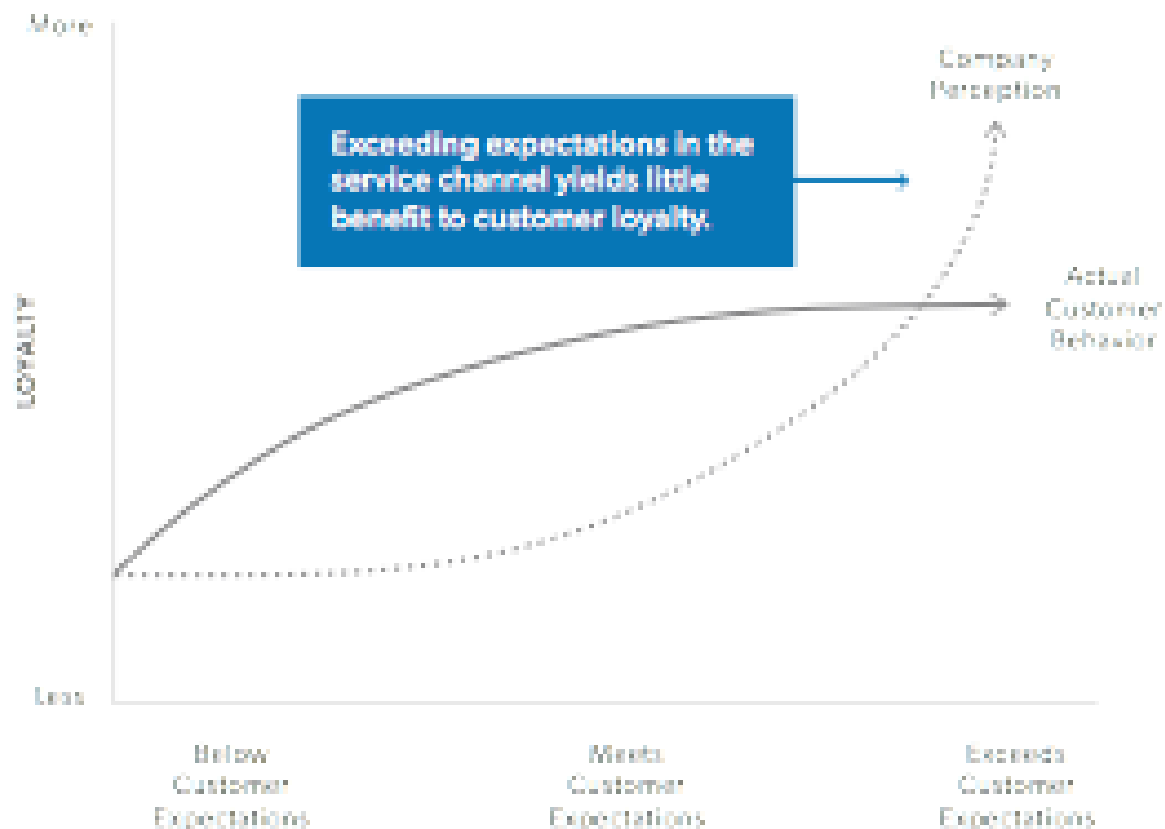 More
Company
Perception
Exceeding expectations in the
service channel yields little
benefit to customer loyalty.
Actual
Customer
Behavior
LOYALTY
Less
Below
Customer
Expectations
Meets
Customer
Expectations
Exceeds
Customer
Expectations